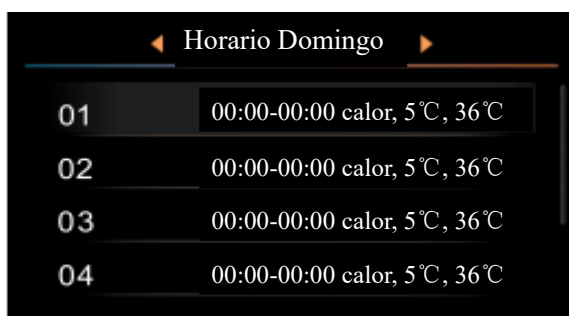 Horario Domingo
01 00:00-00:00 calor, 5℃, 36℃
02 00:00-00:00 calor, 5℃, 36℃
03 00:00-00:00 calor, 5℃, 36℃
04 00:00-00:00 calor, 5℃, 36℃